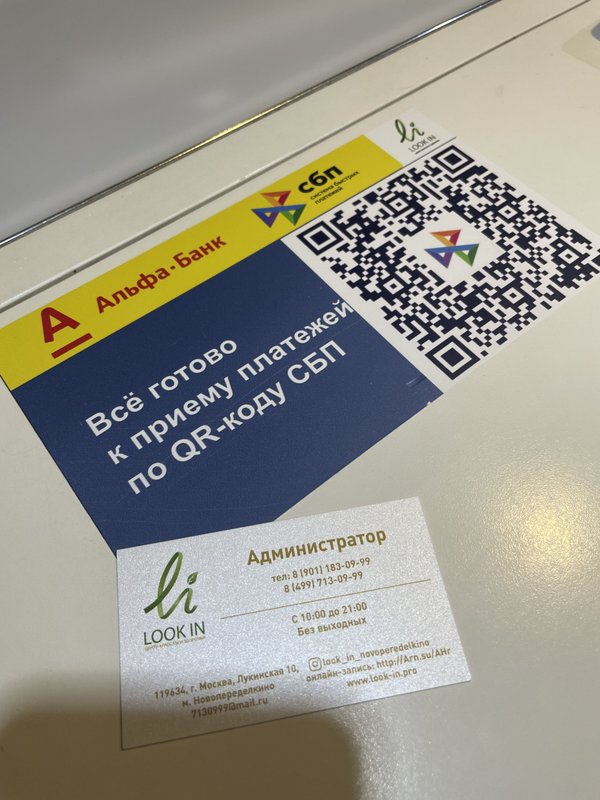 li
LOOK IN
сбп
система быстрых
платежей
А
Альфа·Банк
Всё готово
к приему платежей
по QR-коду СБП
li
LOOK IN
ЦЕНТР КРАСОТЫ И ЗДОРОВЬЯ
Администратор
тел: 8 (901) 183-09-99
8 (499) 713-09-99
С 10:00 до 21:00
Без выходных
119634, г. Москва, Лукинская 10,
м. Новопеределкино
7130999@mail.ru
look_in_novoperedelkino
онлайн-запись: http://Arn.su/AHr
www.look-in.pro